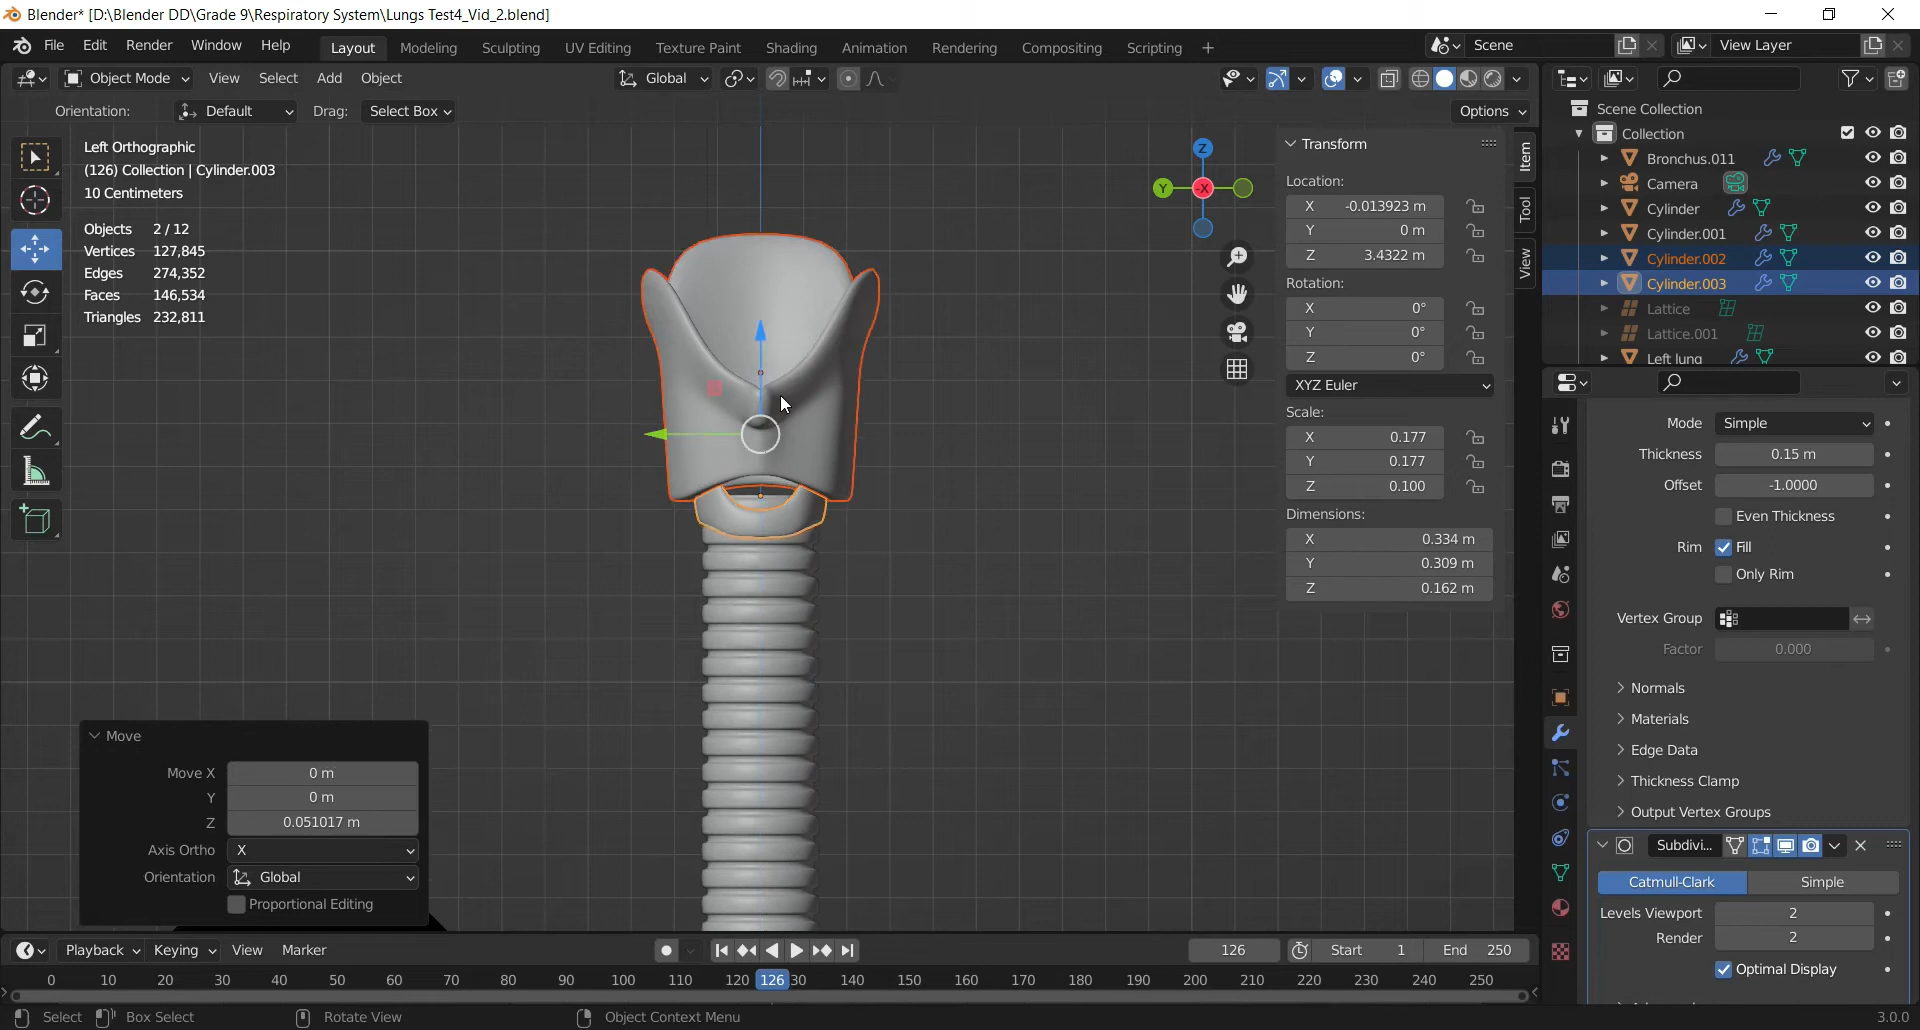 Blender* [D:\Blender DD\Grade 9\Respiratory System\Lungs Test4_Vid_2.blend]
File Edit Render Window Help Layout Modeling Sculpting UV Editing Texture Paint Shading Animation Rendering Compositing Scripting + Scene View Layer
Object Mode View Select Add Object Global
Orientation: Default Drag: Select Box Options
Left Orthographic
(126) Collection | Cylinder.003
10 Centimeters
Objects 2/12
Vertices 127,845
Edges 274,352
Faces 146,534
Triangles 232,811
Z
Y
-X
Transform
Location:
X -0.013923 m
Y 0 m
Z 3.4322 m
Rotation:
X 0°
Y 0°
Z 0°
XYZ Euler
Scale:
X 0.177
Y 0.177
Z 0.100
Dimensions:
X 0.334 m
Y 0.309 m
Z 0.162 m
Item
Tool
View
Scene Collection
Collection
Bronchus.011
Camera
Cylinder
Cylinder.001
Cylinder.002
Cylinder.003
Lattice
Lattice.001
Left lung
Mode Simple
Thickness 0.15 m
Offset -1.0000
Even Thickness
Rim Fill
Only Rim
Vertex Group
Factor 0.000
Normals
Materials
Edge Data
Thickness Clamp
Output Vertex Groups
Subdivi...
Catmull-Clark Simple
Levels Viewport 2
Render 2
Optimal Display
Move
Move X 0 m
Y 0 m
Z 0.051017 m
Axis Ortho X
Orientation Global
Proportional Editing
Playback Keying View Marker 126 Start 1 End 250
0 10 20 30 40 50 60 70 80 90 100 110 120 126 30 140 150 160 170 180 190 200 210 220 230 240 250
Select Box Select Rotate View Object Context Menu 3.0.0